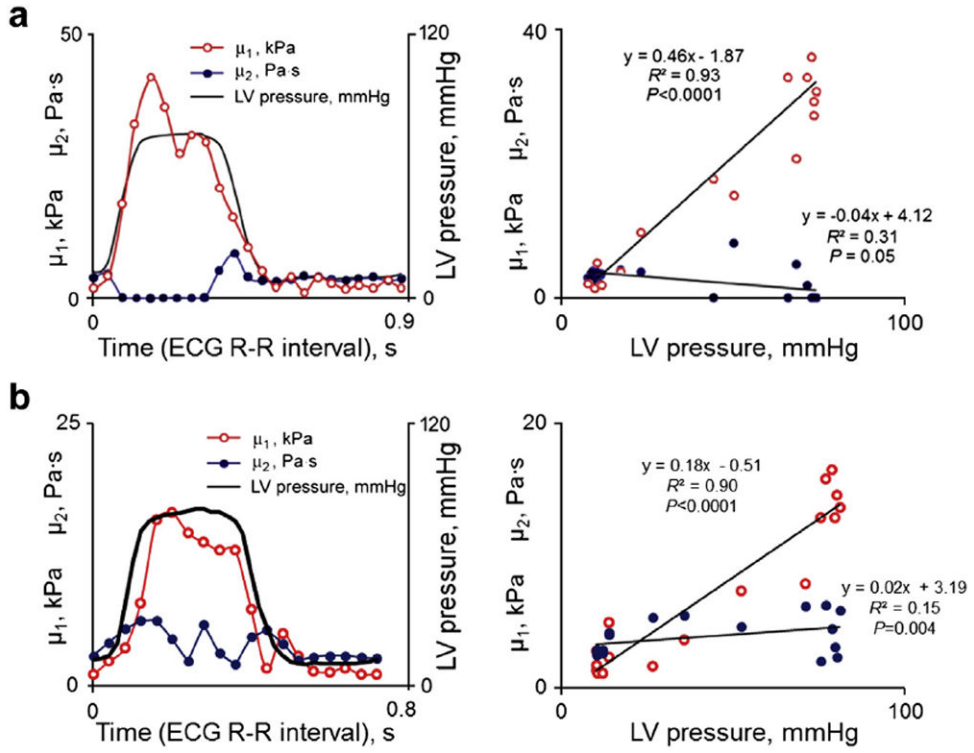 a
50
μ₂, Pa·s
μ₁, kPa
0
μ₁, kPa
μ₂, Pa·s
LV pressure, mmHg
120
LV pressure, mmHg
0
0
0.9
Time (ECG R-R interval), s
40
μ₂, Pa·s
μ₁, kPa
0
y = 0.46x - 1.87
R² = 0.93
P<0.0001
y = -0.04x + 4.12
R² = 0.31
P = 0.05
0
100
LV pressure, mmHg
b
25
μ₂, Pa·s
μ₁, kPa
0
μ₁, kPa
μ₂, Pa·s
LV pressure, mmHg
120
LV pressure, mmHg
0
0
0.8
Time (ECG R-R interval), s
20
μ₂, Pa·s
μ₁, kPa
0
y = 0.18x - 0.51
R² = 0.90
P<0.0001
y = 0.02x + 3.19
R² = 0.15
P=0.004
0
100
LV pressure, mmHg